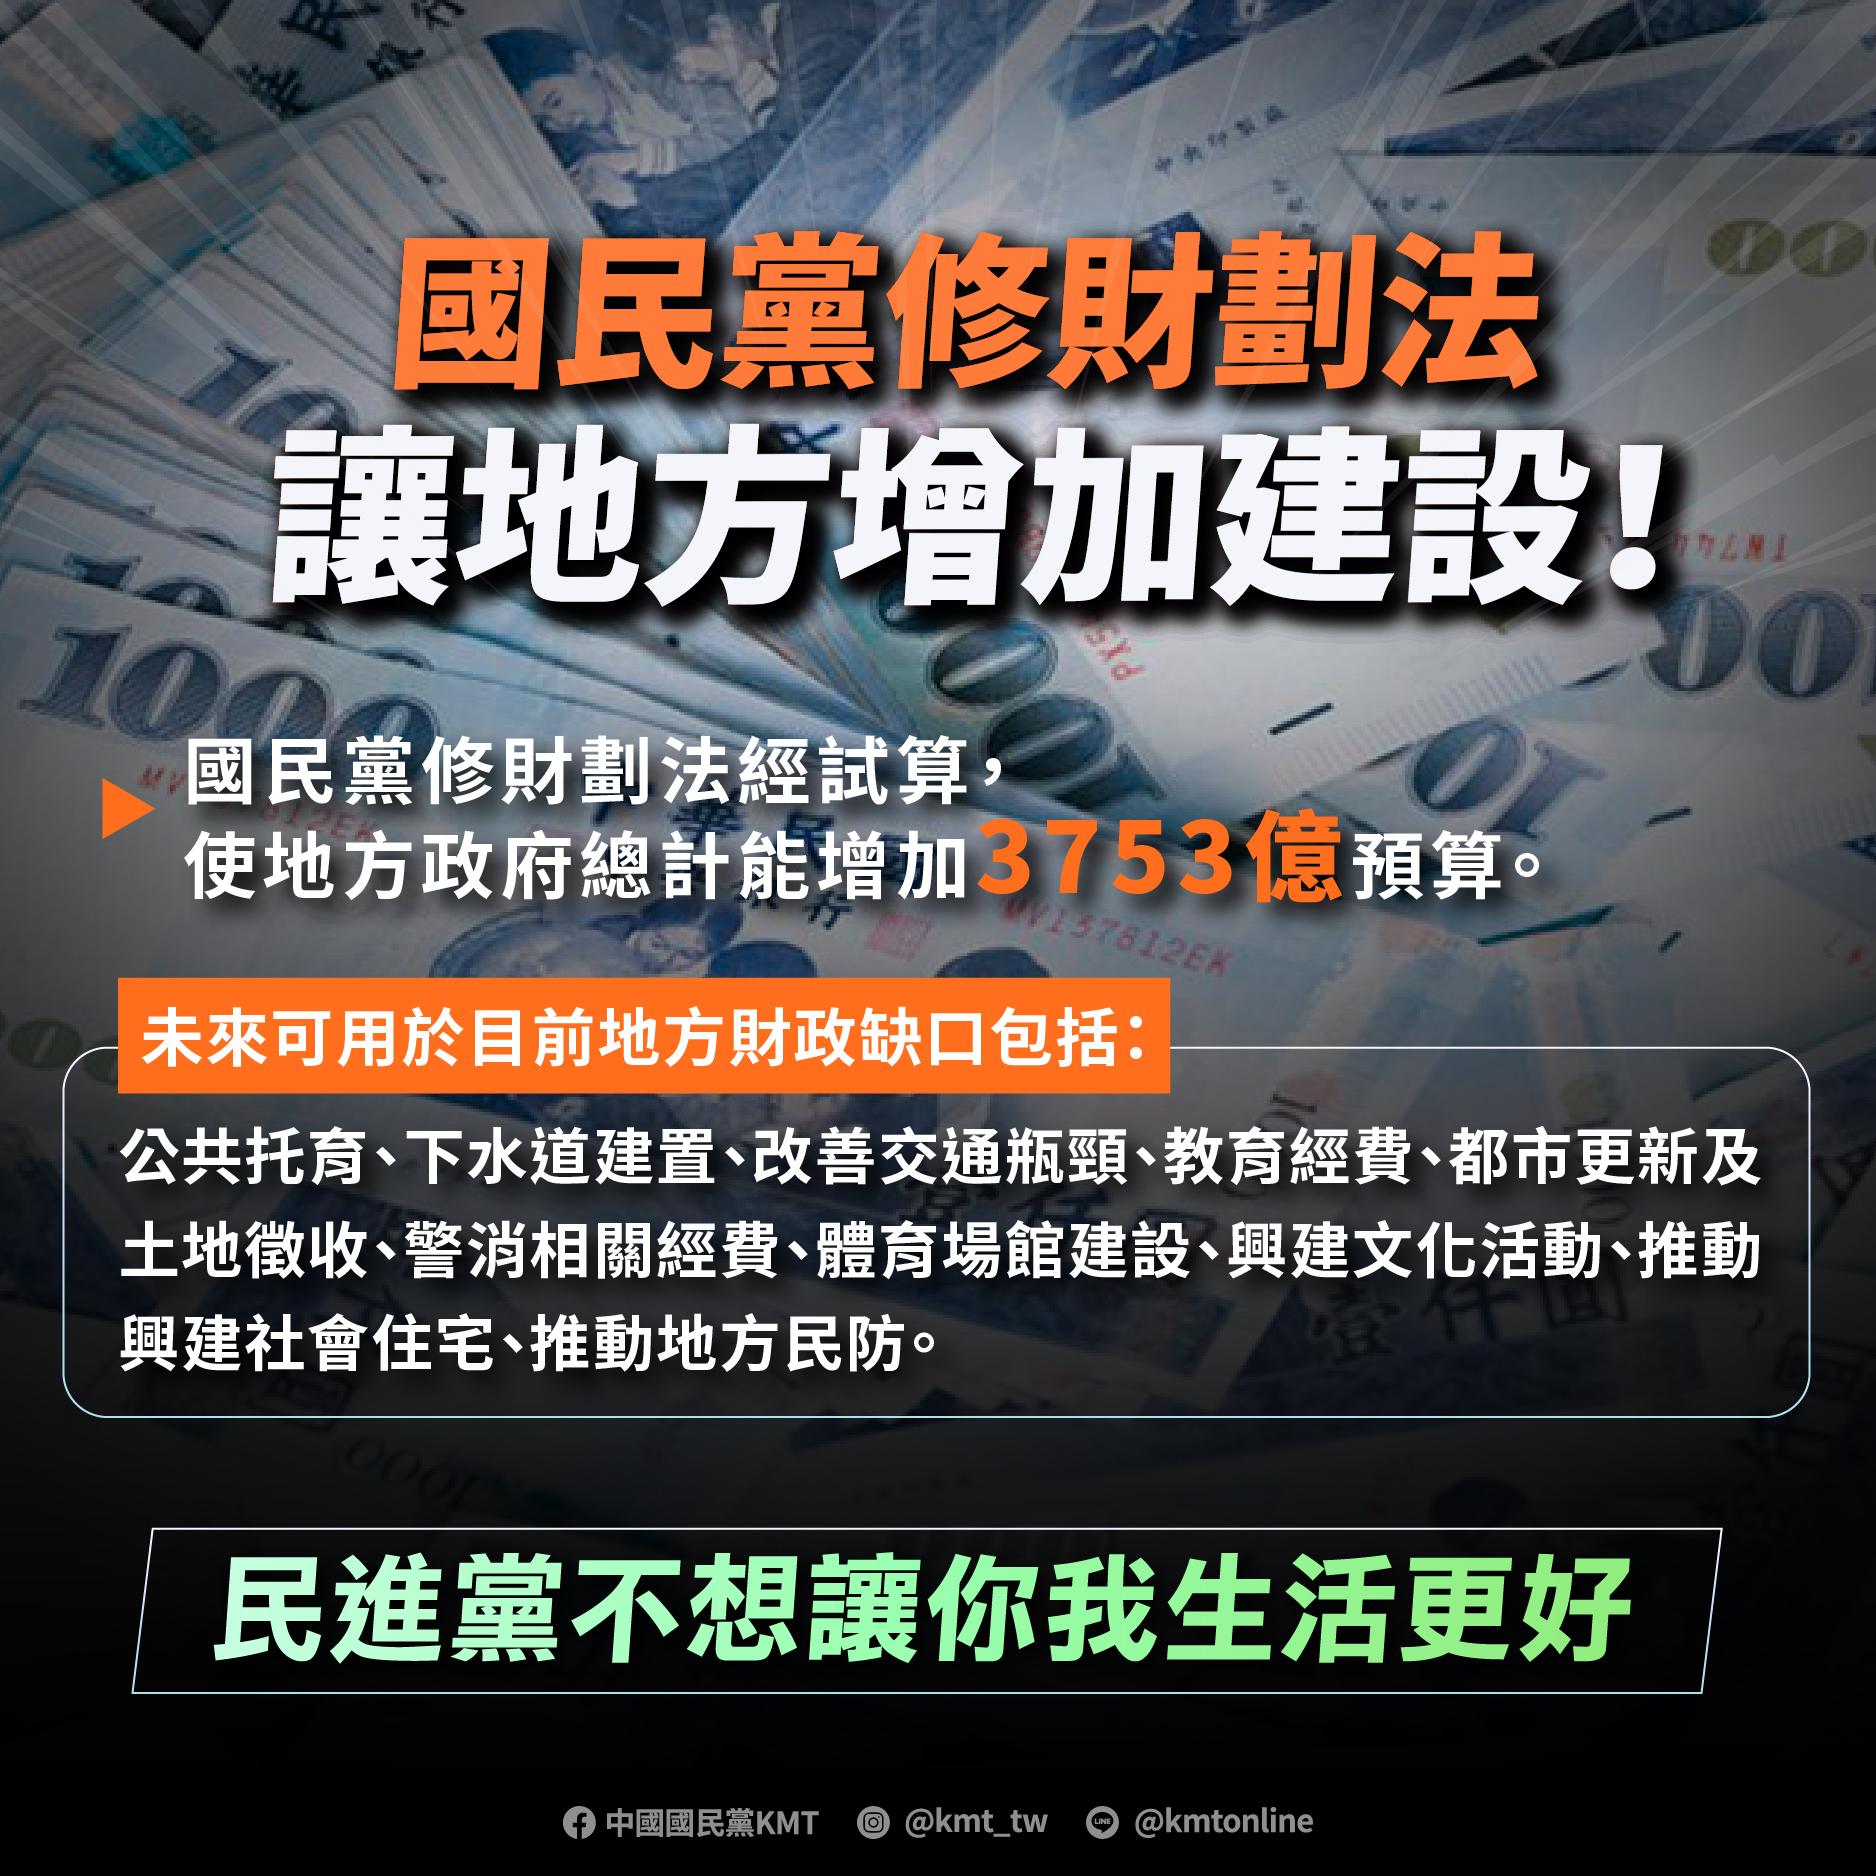 國民黨修財劃法
讓地方增加建設！
國民黨修財劃法經試算，
使地方政府總計能增加3753億預算。
未來可用於目前地方財政缺口包括：
公共托育、下水道建置、改善交通瓶頸、教育經費、都市更新及
土地徵收、警消相關經費、體育場館建設、興建文化活動、推動
興建社會住宅、推動地方民防。
民進黨不想讓你我生活更好
中國國民黨KMT @kmt_tw @kmtonline